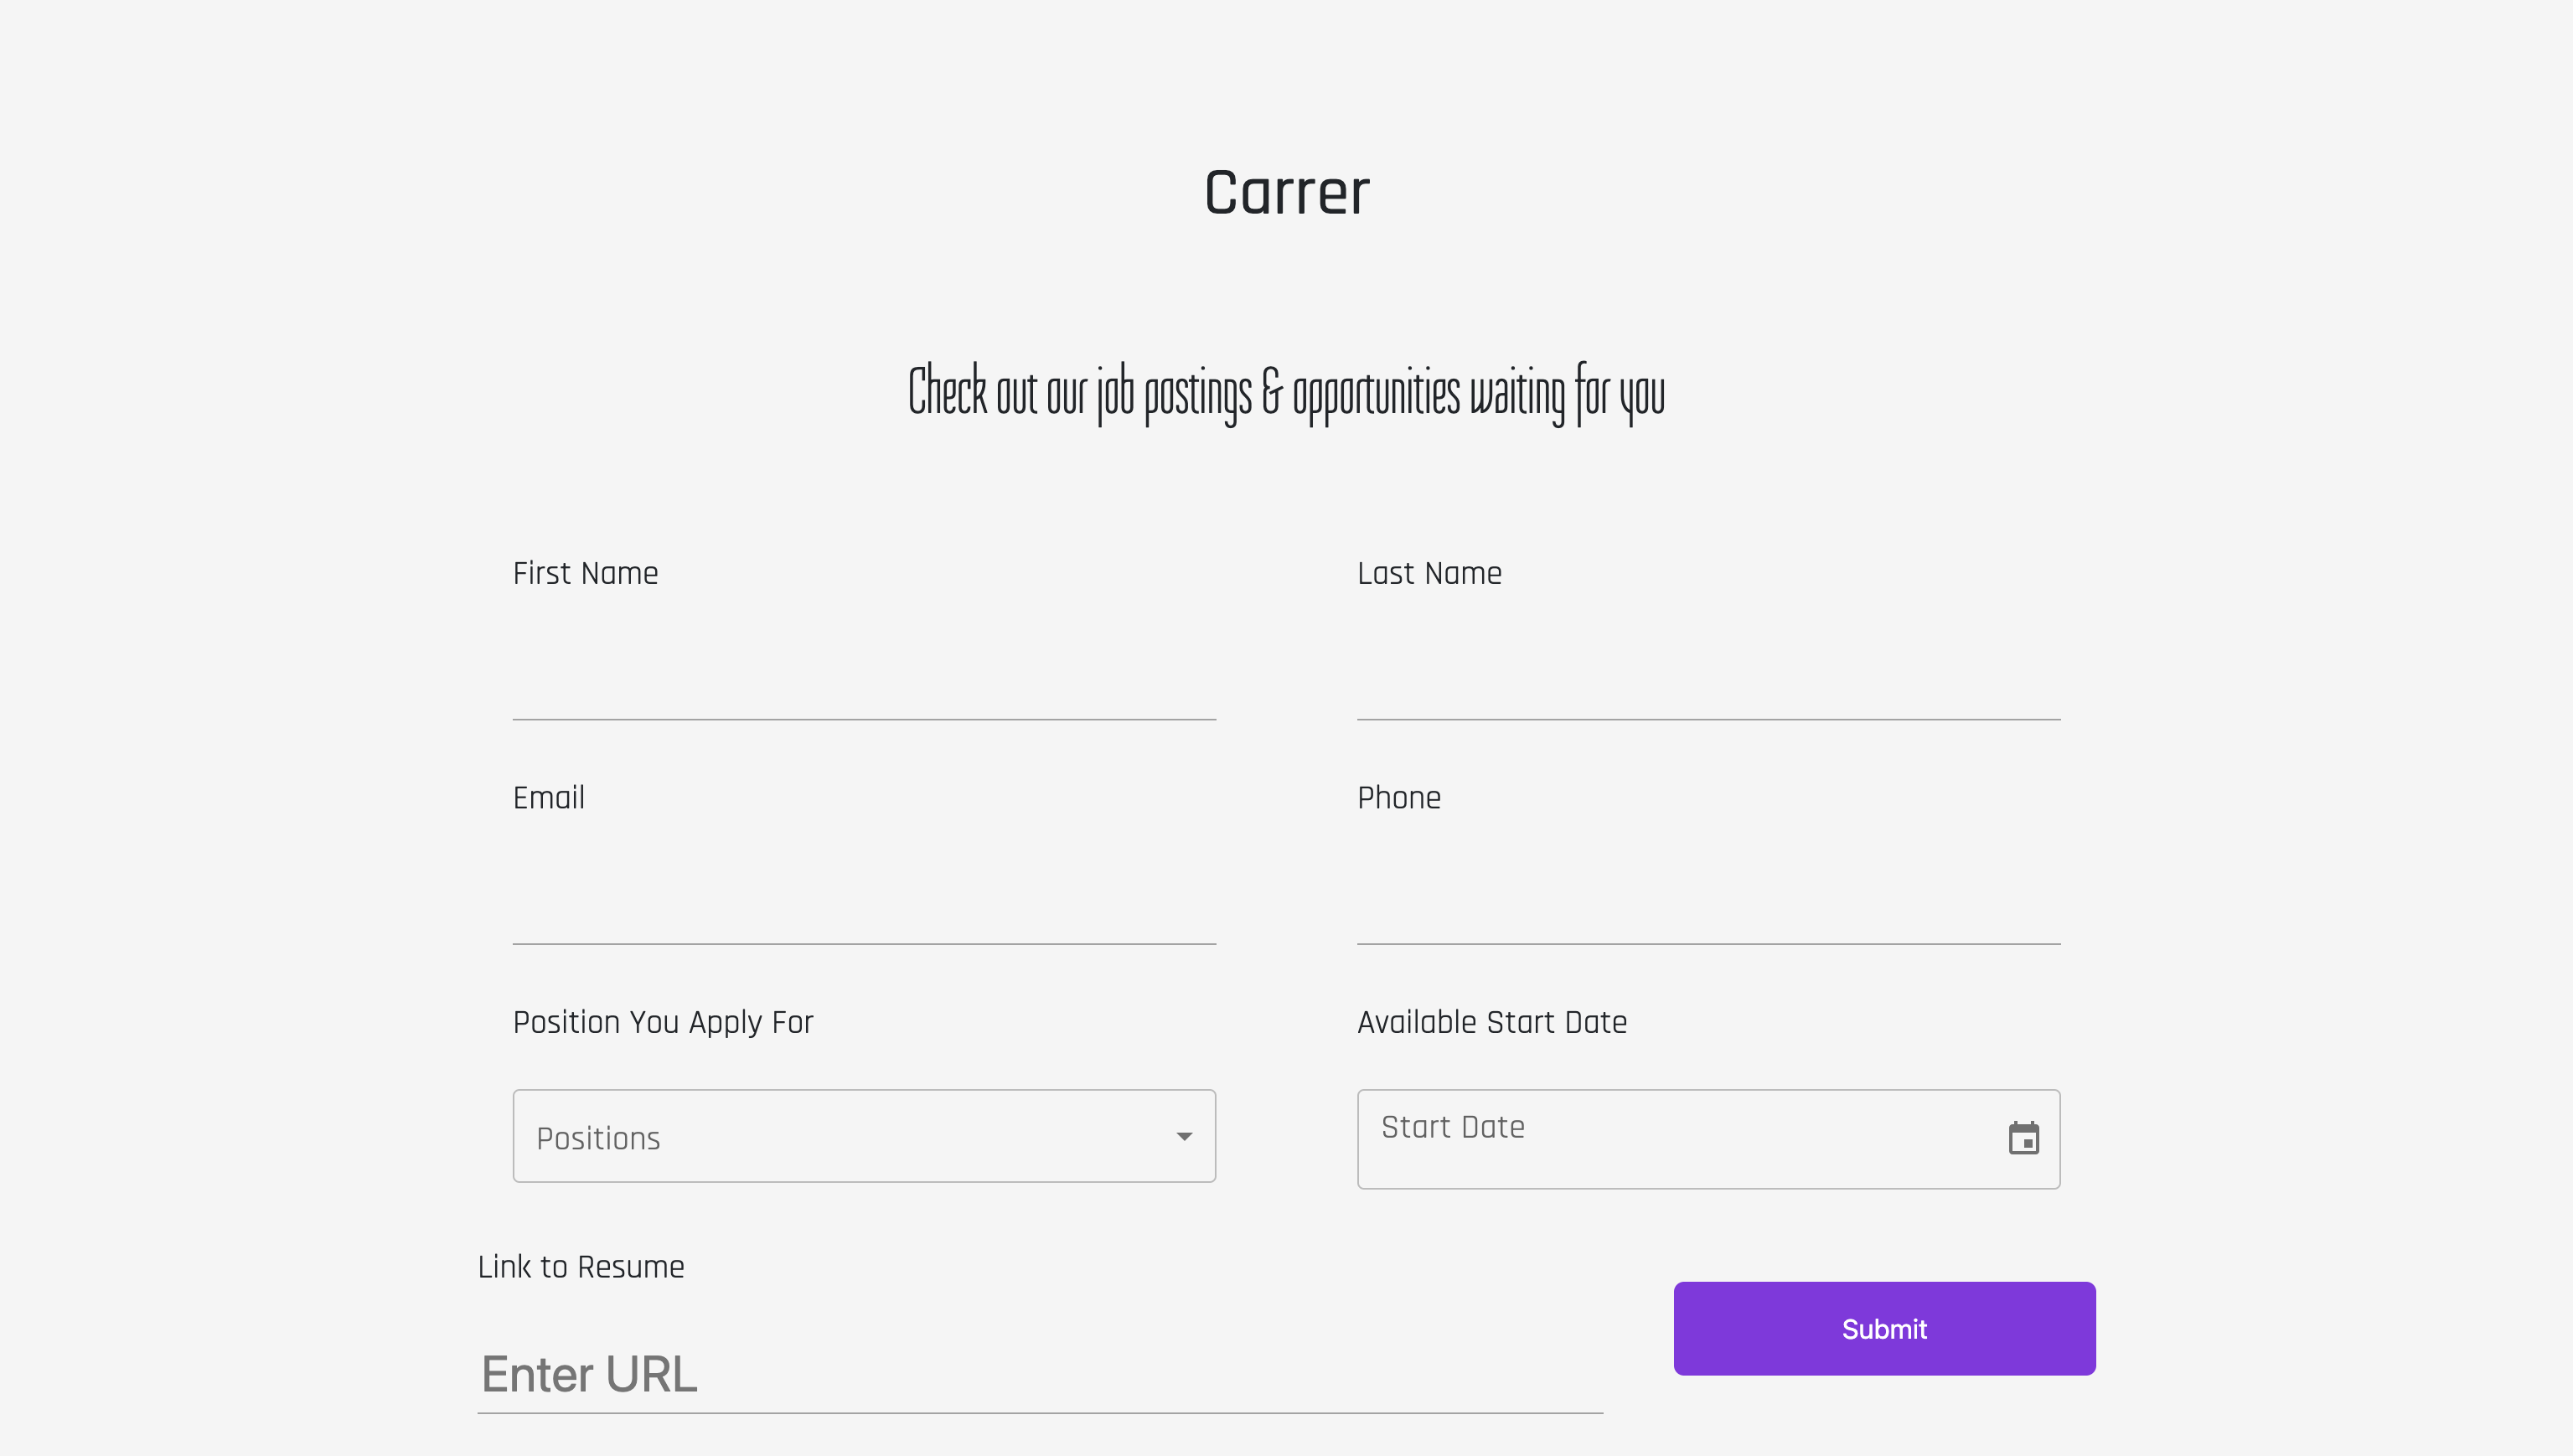 Carrer
Check out our job postings & opportunities waiting for you
First Name
Last Name
Email
Phone
Position You Apply For
Available Start Date
Positions
Start Date
Link to Resume
Submit
Enter URL